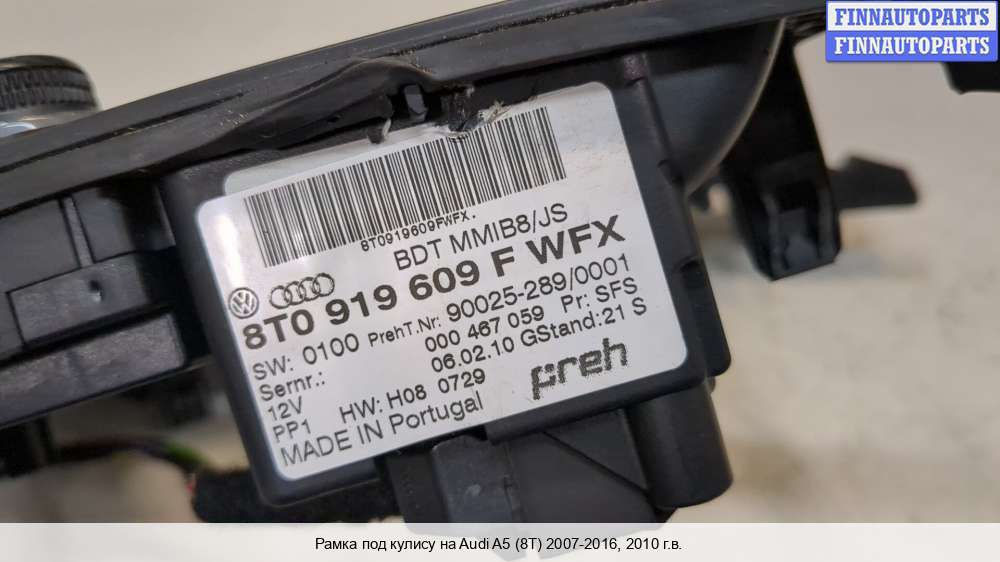 FINNAUTOPARTS
FINNAUTOPARTS
8T0919609FWFX.
BDT MMIB8/JS
8T0 919 609 F WFX
SW: 0100 PrehT.Nr: 90025-289/0001
Sernr.: 000 467 059 Pr: SFS
12V 06.02.10 GStand:21 S
PP1 HW: H08 0729
MADE IN Portugal preh
Рамка под кулису на Audi A5 (8T) 2007-2016, 2010 г.в.